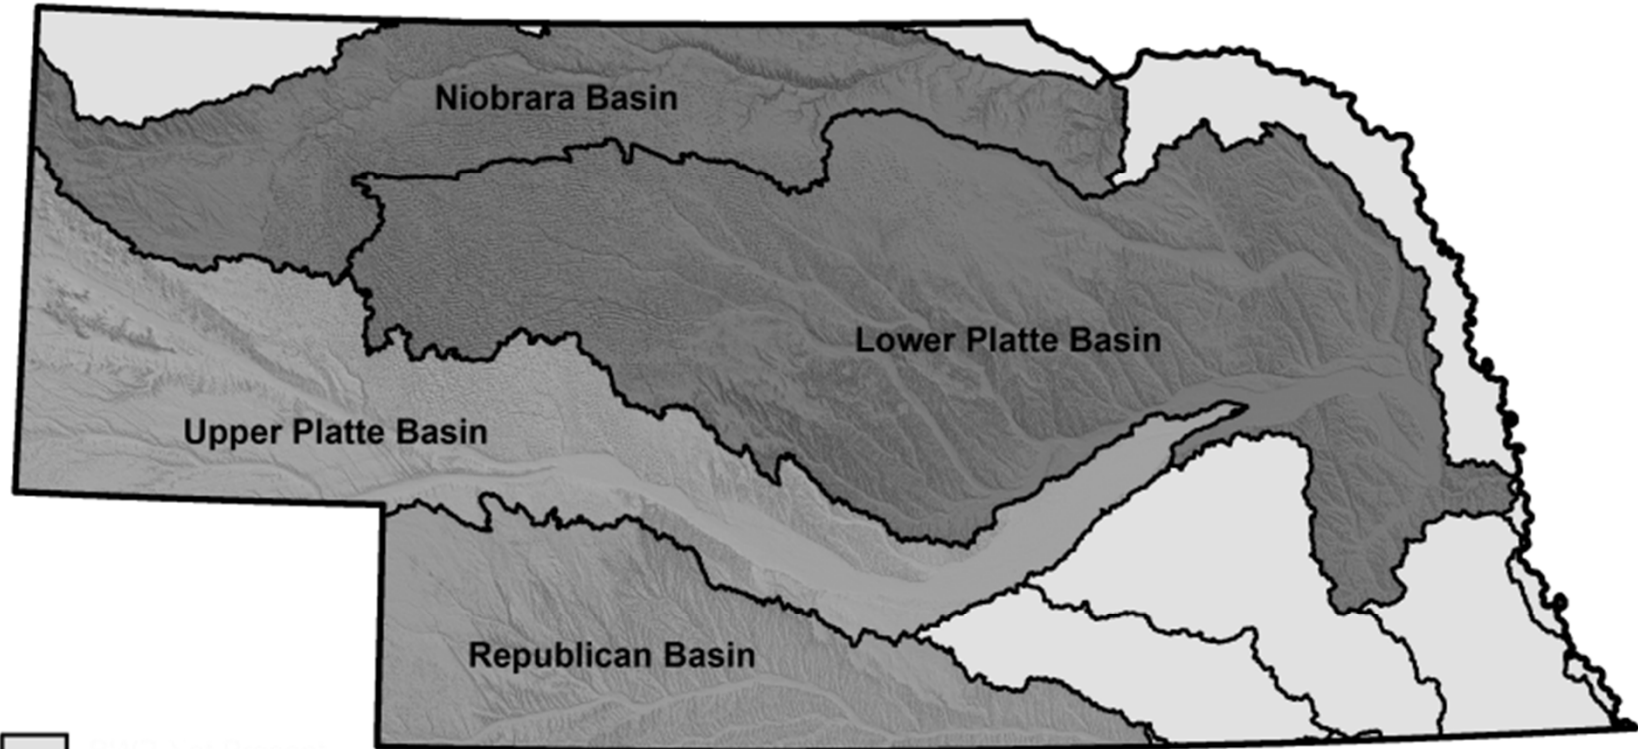 Niobrara Basin
Lower Platte Basin
Upper Platte Basin
Republican Basin